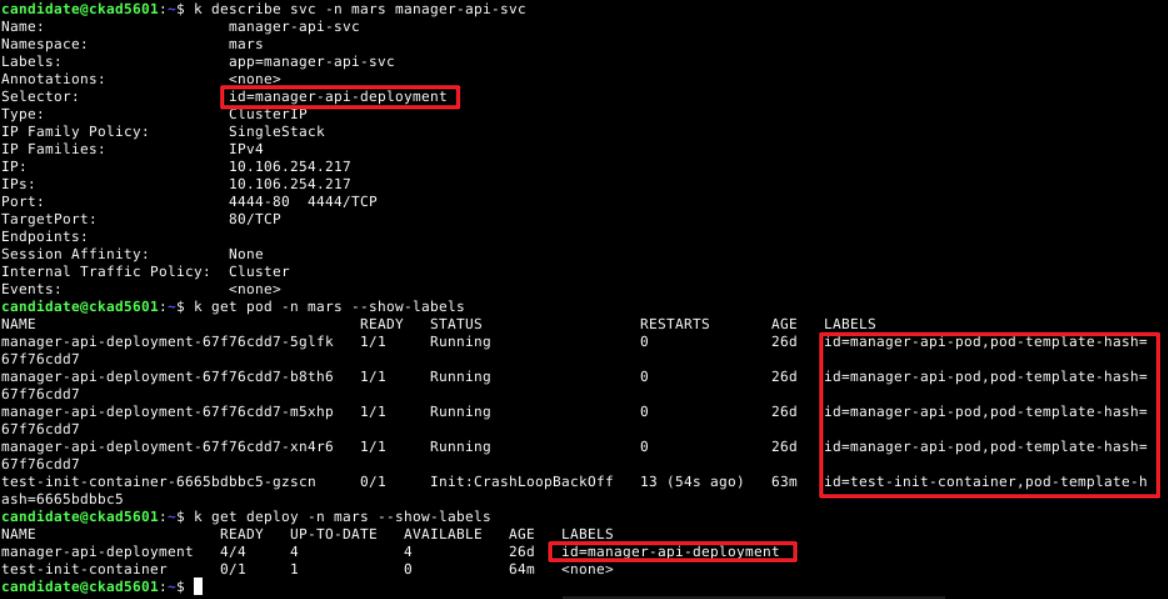 candidate@ckad5601:~$ k describe svc -n mars manager-api-svc
Name:                     manager-api-svc
Namespace:                mars
Labels:                   app=manager-api-svc
Annotations:              <none>
Selector:                 id=manager-api-deployment
Type:                     ClusterIP
IP Family Policy:         SingleStack
IP Families:              IPv4
IP:                       10.106.254.217
IPs:                      10.106.254.217
Port:                     4444-80  4444/TCP
TargetPort:               80/TCP
Endpoints:
Session Affinity:         None
Internal Traffic Policy:  Cluster
Events:                   <none>
candidate@ckad5601:~$ k get pod -n mars --show-labels
NAME                                     READY   STATUS                  RESTARTS       AGE   LABELS
manager-api-deployment-67f76cdd7-5glfk   1/1     Running                 0              26d   id=manager-api-pod,pod-template-hash=
67f76cdd7
manager-api-deployment-67f76cdd7-b8th6   1/1     Running                 0              26d   id=manager-api-pod,pod-template-hash=
67f76cdd7
manager-api-deployment-67f76cdd7-m5xhp   1/1     Running                 0              26d   id=manager-api-pod,pod-template-hash=
67f76cdd7
manager-api-deployment-67f76cdd7-xn4r6   1/1     Running                 0              26d   id=manager-api-pod,pod-template-hash=
67f76cdd7
test-init-container-6665bdbbc5-gzscn     0/1     Init:CrashLoopBackOff   13 (54s ago)   63m   id=test-init-container,pod-template-h
ash=6665bdbbc5
candidate@ckad5601:~$ k get deploy -n mars --show-labels
NAME                     READY   UP-TO-DATE   AVAILABLE   AGE   LABELS
manager-api-deployment   4/4     4            4           26d   id=manager-api-deployment
test-init-container      0/1     1            0           64m   <none>
candidate@ckad5601:~$